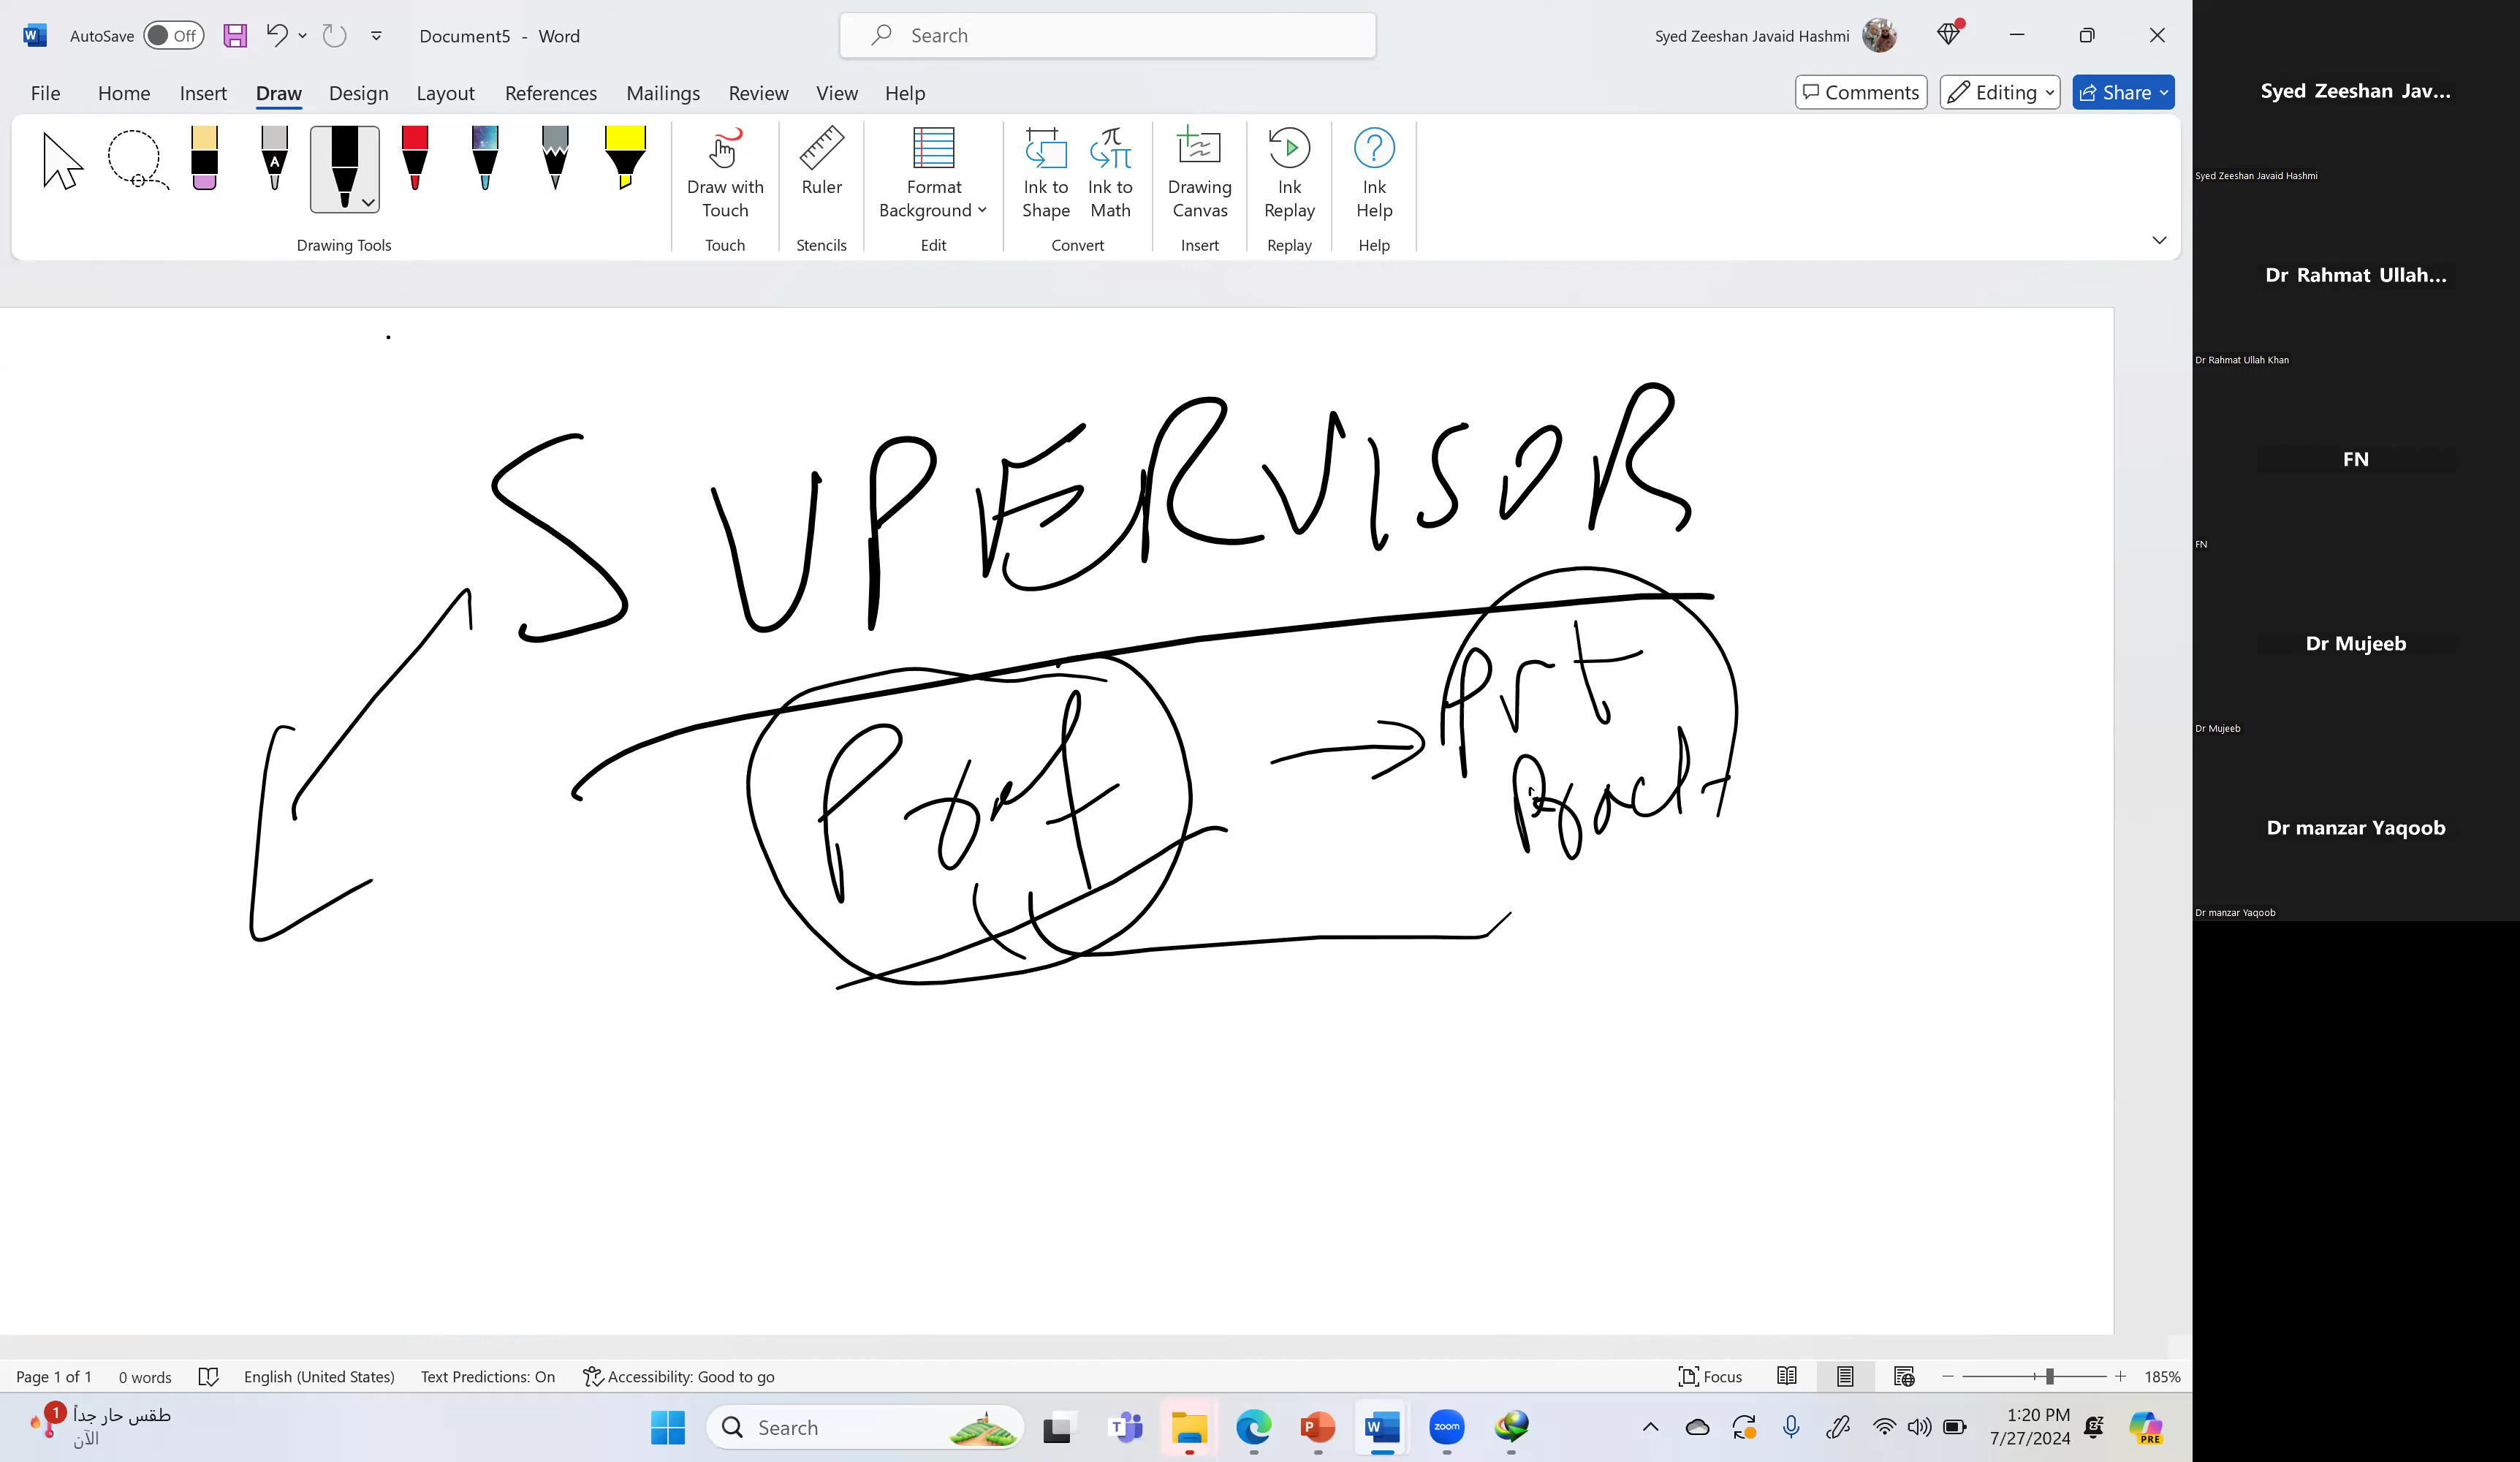 AutoSave Off Document5 - Word Search Syed Zeeshan Javaid Hashmi
File Home Insert Draw Design Layout References Mailings Review View Help Comments Editing Share
A
Draw with Touch
Ruler
Format Background
Ink to Shape
Ink to Math
Drawing Canvas
Ink Replay
Ink Help
Drawing Tools Touch Stencils Edit Convert Insert Replay Help
SUPERVISOR
Page 1 of 1 0 words English (United States) Text Predictions: On Accessibility: Good to go Focus 185%
1 طقس حار جداً
الآن
Search
zoom
1:20 PM
7/27/2024
PRE
Syed Zeeshan Jav...
Syed Zeeshan Javaid Hashmi
Dr Rahmat Ullah...
Dr Rahmat Ullah Khan
FN
FN
Dr Mujeeb
Dr Mujeeb
Dr manzar Yaqoob
Dr manzar Yaqoob